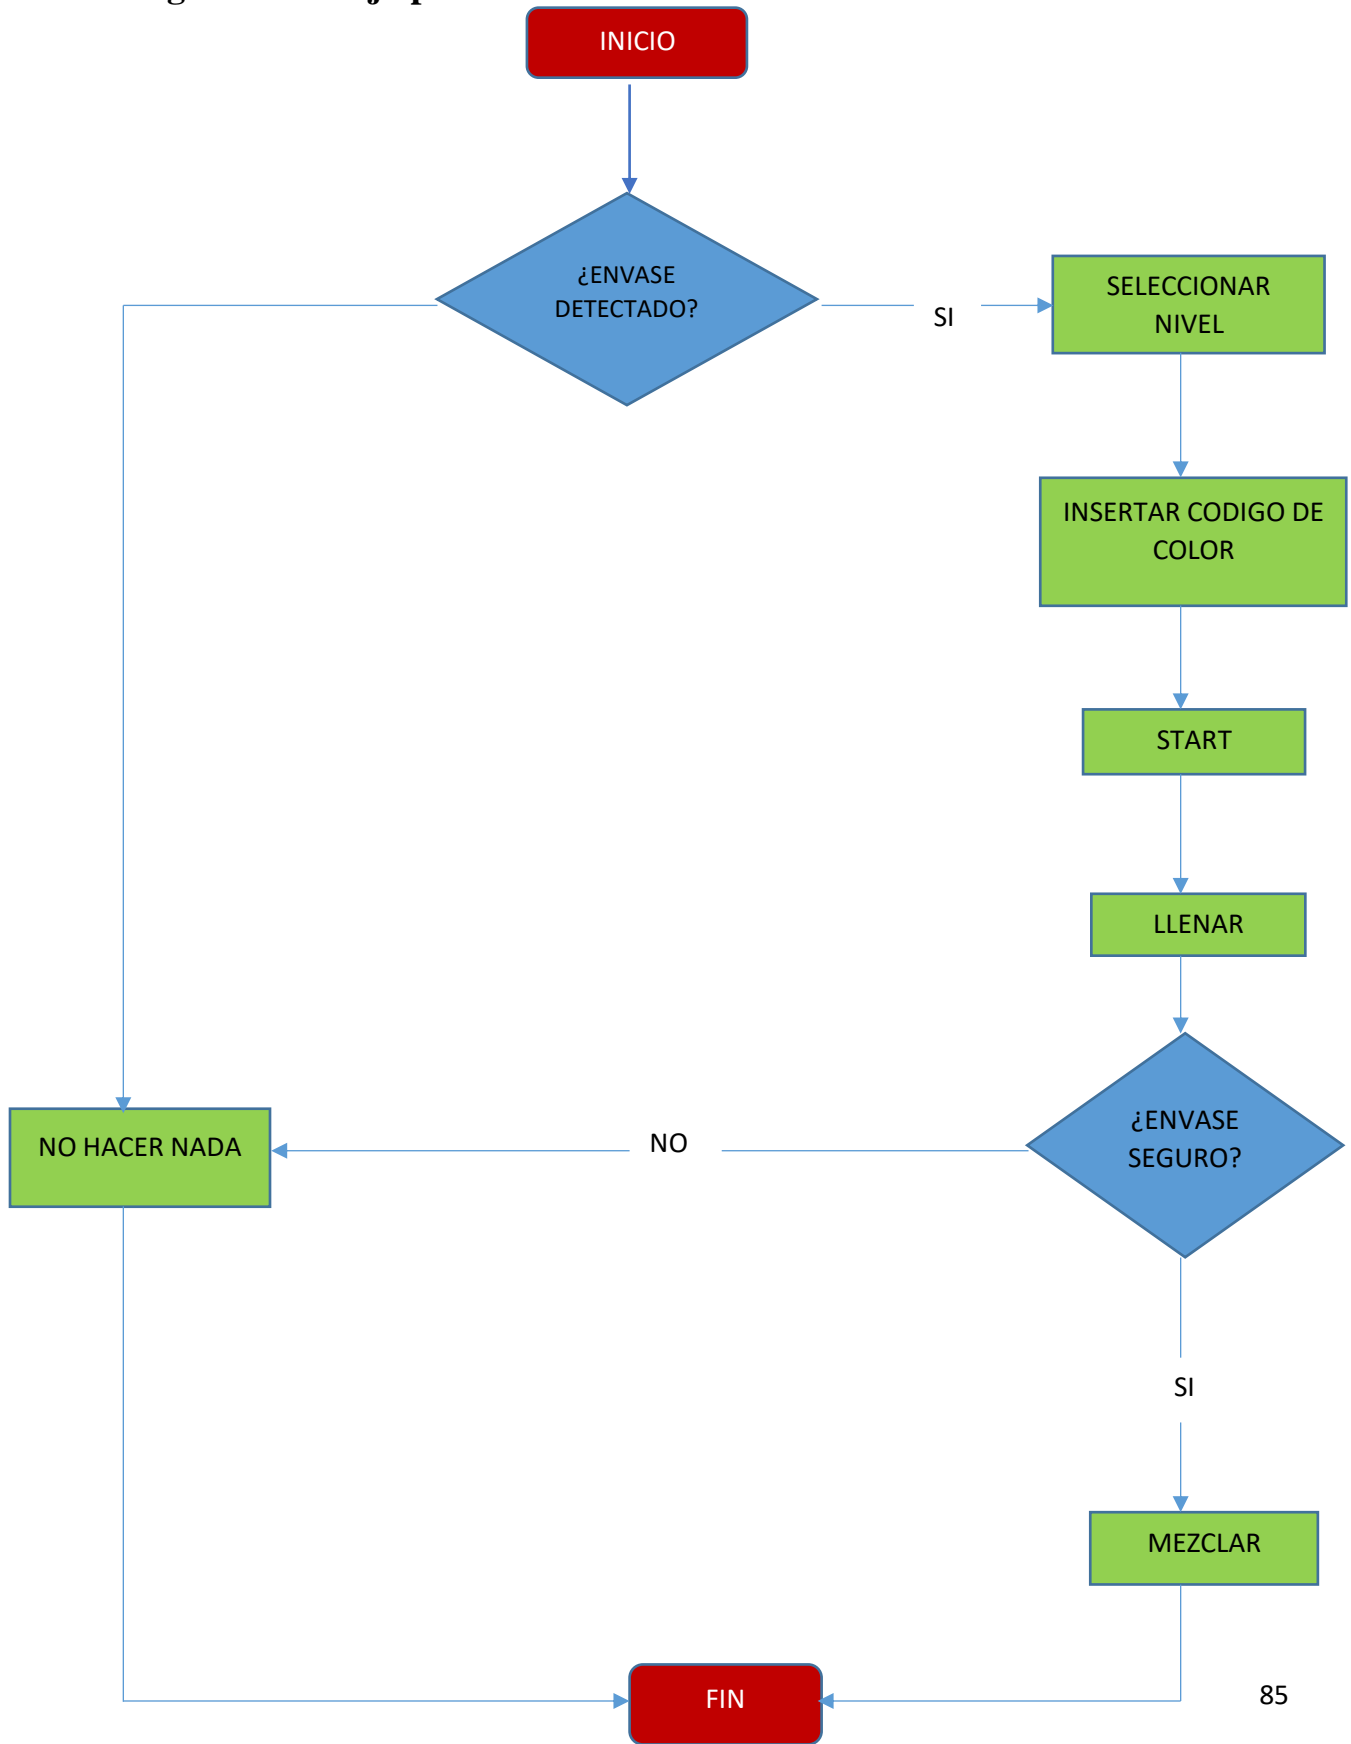 INICIO
¿ENVASE
DETECTADO?
SI
SELECCIONAR
NIVEL
INSERTAR CODIGO DE
COLOR
START
LLENAR
¿ENVASE
SEGURO?
NO
NO HACER NADA
SI
MEZCLAR
FIN
85